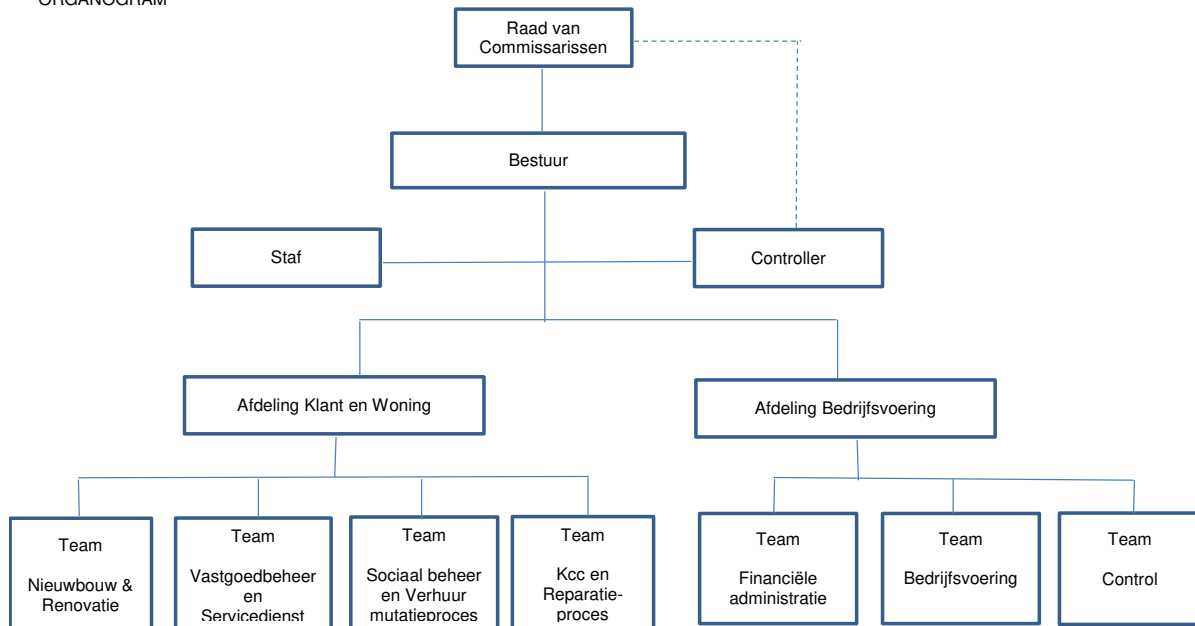 ORGANOGRAM
Raad van
Commissarissen
Bestuur
Staf
Controller
Afdeling Klant en Woning
Afdeling Bedrijfsvoering
Team
Nieuwbouw &
Renovatie
Team
Vastgoedbeheer
en
Servicedienst
Team
Sociaal beheer
en Verhuur
mutatieproces
Team
Kcc en
Reparatie-
proces
Team
Financiële
administratie
Team
Bedrijfsvoering
Team
Control